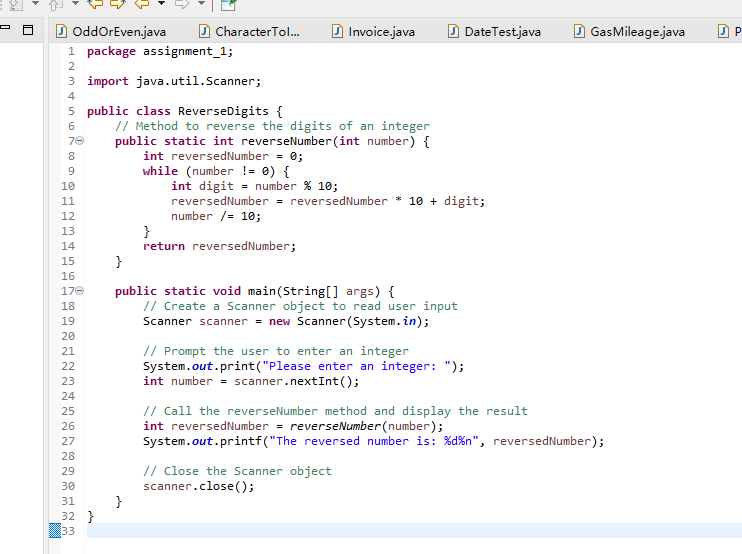 OddOrEven.java CharacterToI... Invoice.java DateTest.java GasMileage.java P
1 package assignment_1;
2
3 import java.util.Scanner;
4
5 public class ReverseDigits {
6     // Method to reverse the digits of an integer
7     public static int reverseNumber(int number) {
8         int reversedNumber = 0;
9         while (number != 0) {
10             int digit = number % 10;
11             reversedNumber = reversedNumber * 10 + digit;
12             number /= 10;
13         }
14         return reversedNumber;
15     }
16
17     public static void main(String[] args) {
18         // Create a Scanner object to read user input
19         Scanner scanner = new Scanner(System.in);
20
21         // Prompt the user to enter an integer
22         System.out.print("Please enter an integer: ");
23         int number = scanner.nextInt();
24
25         // Call the reverseNumber method and display the result
26         int reversedNumber = reverseNumber(number);
27         System.out.printf("The reversed number is: %d%n", reversedNumber);
28
29         // Close the Scanner object
30         scanner.close();
31     }
32 }
33